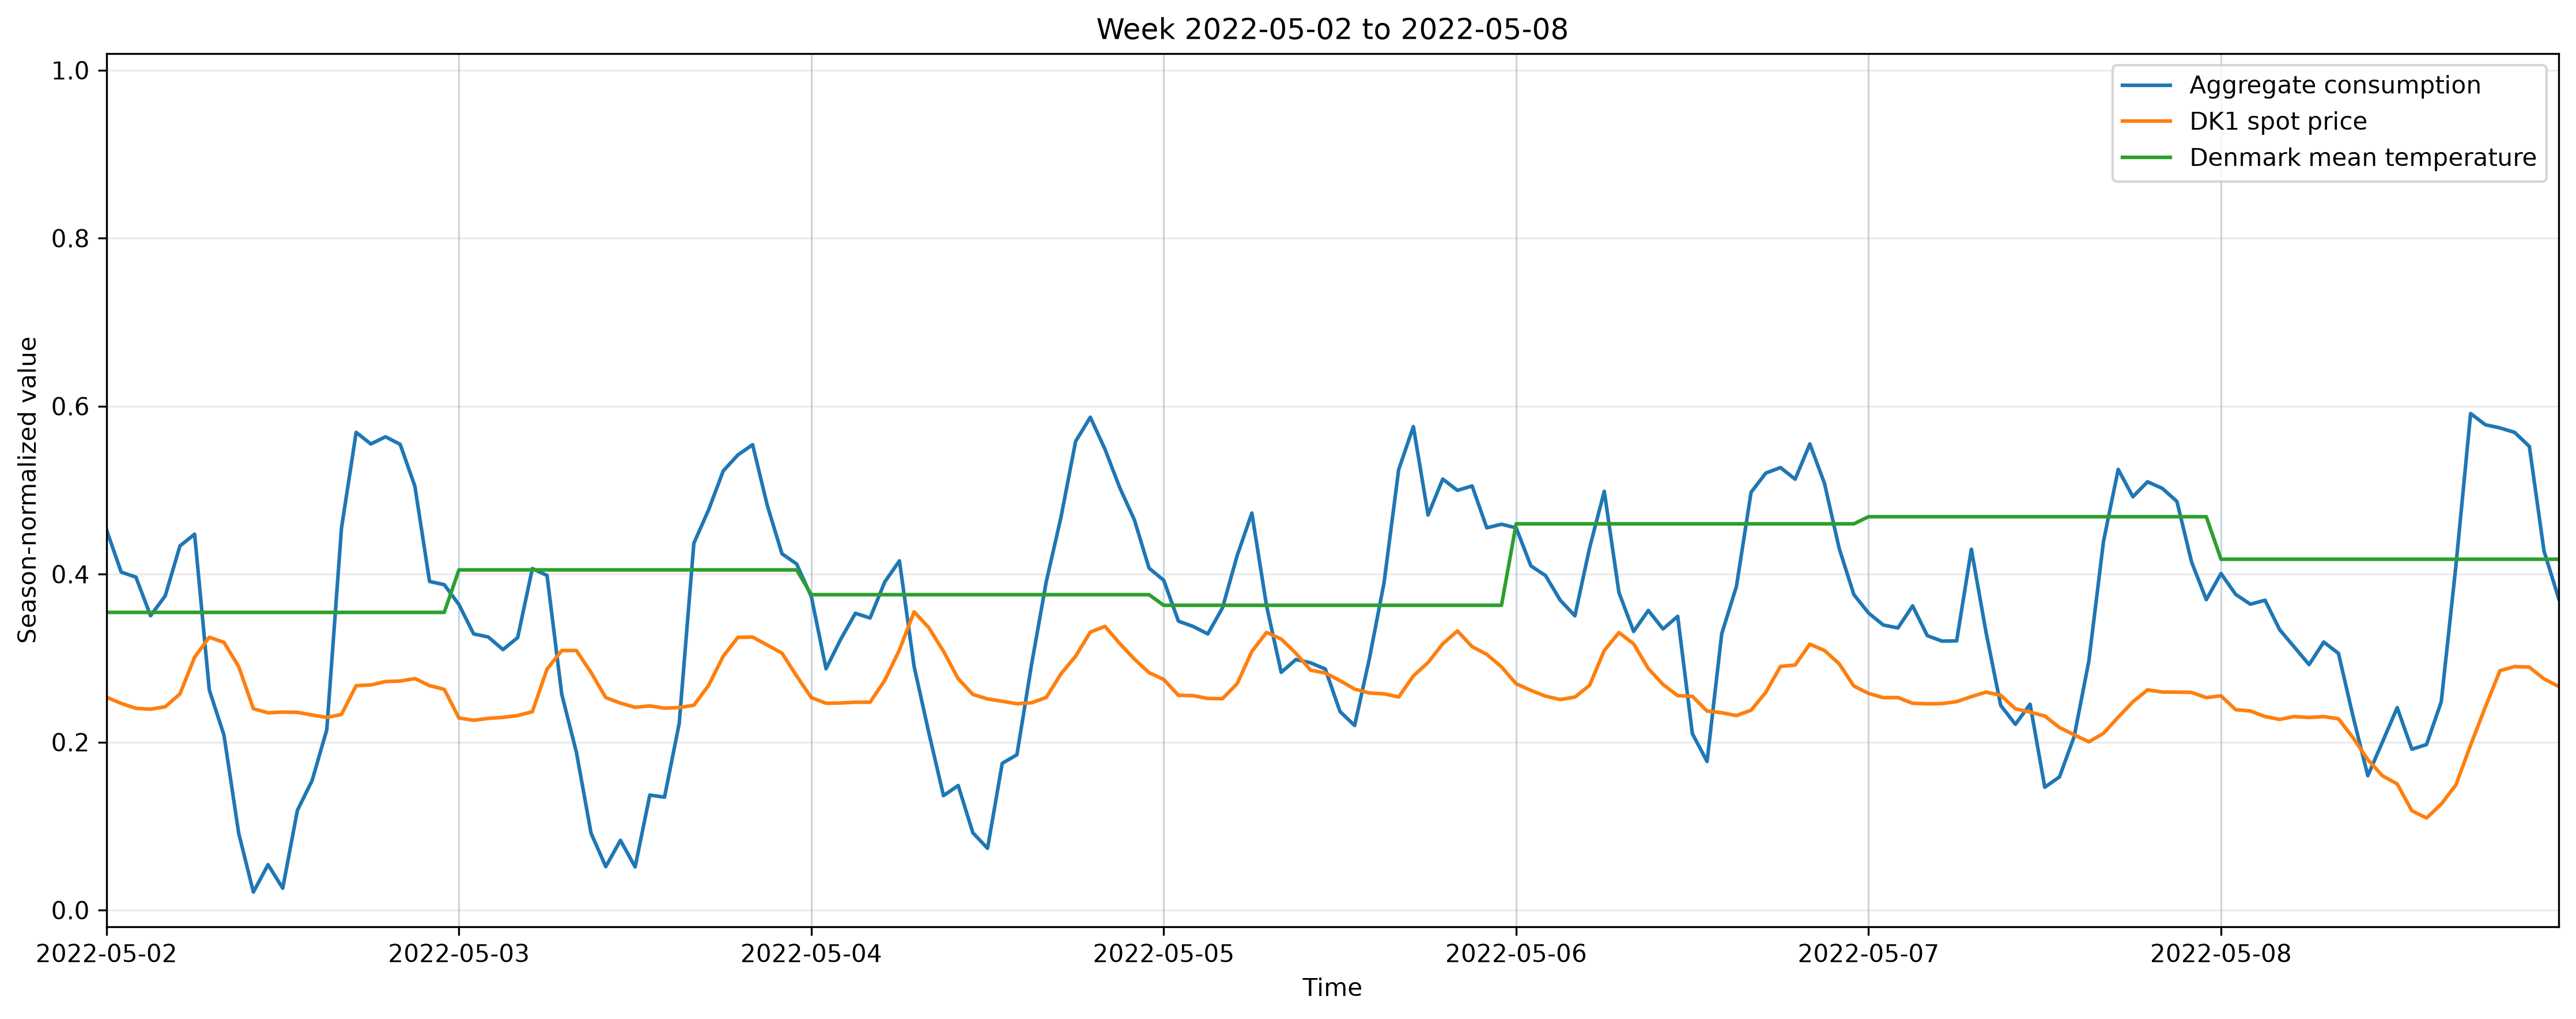 Week 2022-05-02 to 2022-05-08
Season-normalized value
1.0
0.8
0.6
0.4
0.2
0.0
Aggregate consumption
DK1 spot price
Denmark mean temperature
2022-05-02
2022-05-03
2022-05-04
2022-05-05
2022-05-06
2022-05-07
2022-05-08
Time